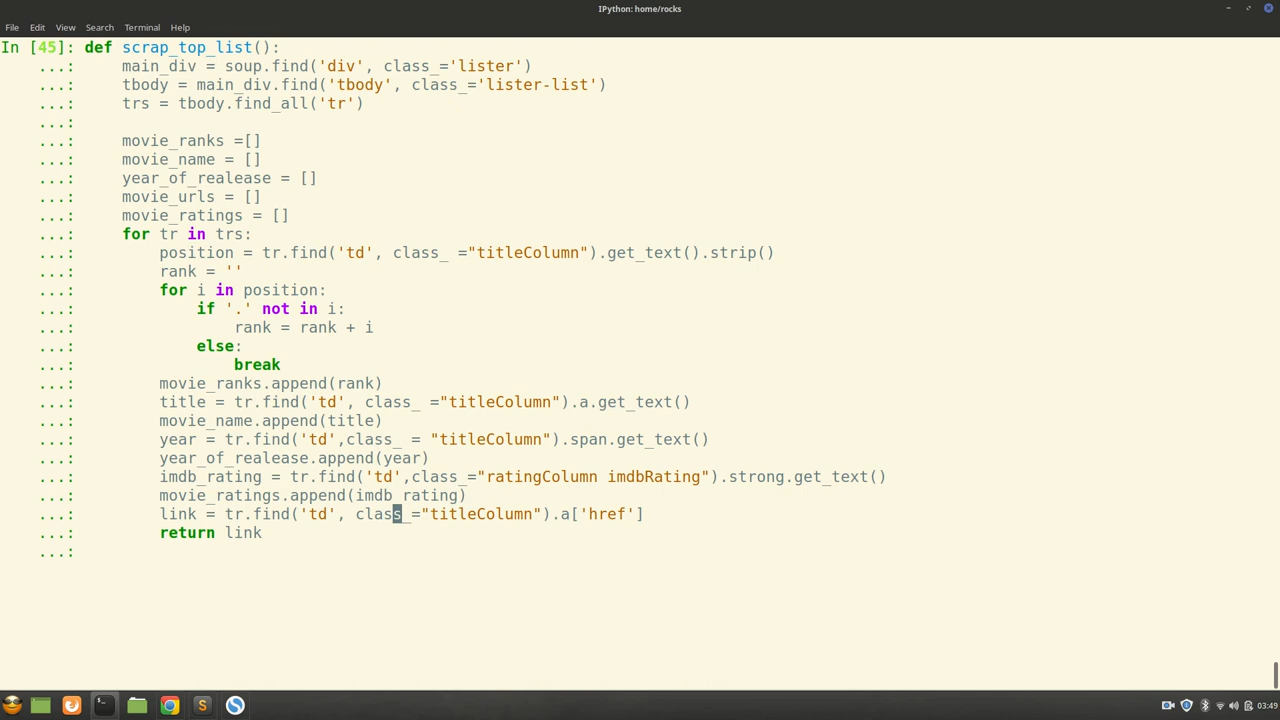 IPython: home/rocks
File Edit View Search Terminal Help
In [45]: def scrap_top_list():
...: main_div = soup.find('div', class_='lister')
...: tbody = main_div.find('tbody', class_='lister-list')
...: trs = tbody.find_all('tr')
...:
...: movie_ranks =[]
...: movie_name = []
...: year_of_realease = []
...: movie_urls = []
...: movie_ratings = []
...: for tr in trs:
...: position = tr.find('td', class_ ="titleColumn").get_text().strip()
...: rank = ''
...: for i in position:
...: if '.' not in i:
...: rank = rank + i
...: else:
...: break
...: movie_ranks.append(rank)
...: title = tr.find('td', class_ ="titleColumn").a.get_text()
...: movie_name.append(title)
...: year = tr.find('td',class_ = "titleColumn").span.get_text()
...: year_of_realease.append(year)
...: imdb_rating = tr.find('td',class_="ratingColumn imdbRating").strong.get_text()
...: movie_ratings.append(imdb_rating)
...: link = tr.find('td', class_="titleColumn").a['href']
...: return link
...:
03:49